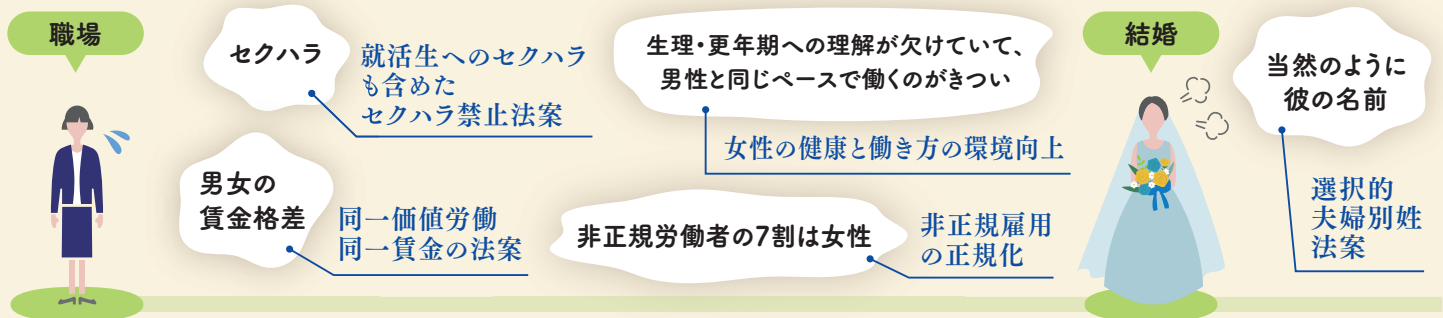 職場
セクハラ
就活生へのセクハラ
も含めた
セクハラ禁止法案
男女の
賃金格差
同一価値労働
同一賃金の法案
生理・更年期への理解が欠けていて、
男性と同じペースで働くのがきつい
女性の健康と働き方の環境向上
非正規労働者の7割は女性
非正規雇用
の正規化
結婚
当然のように
彼の名前
選択的
夫婦別姓
法案